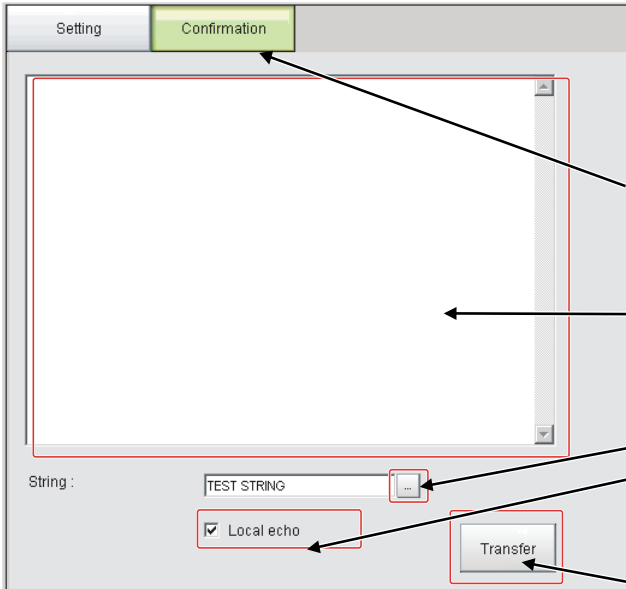 Setting Confirmation
String : TEST STRING ...
Local echo
Transfer